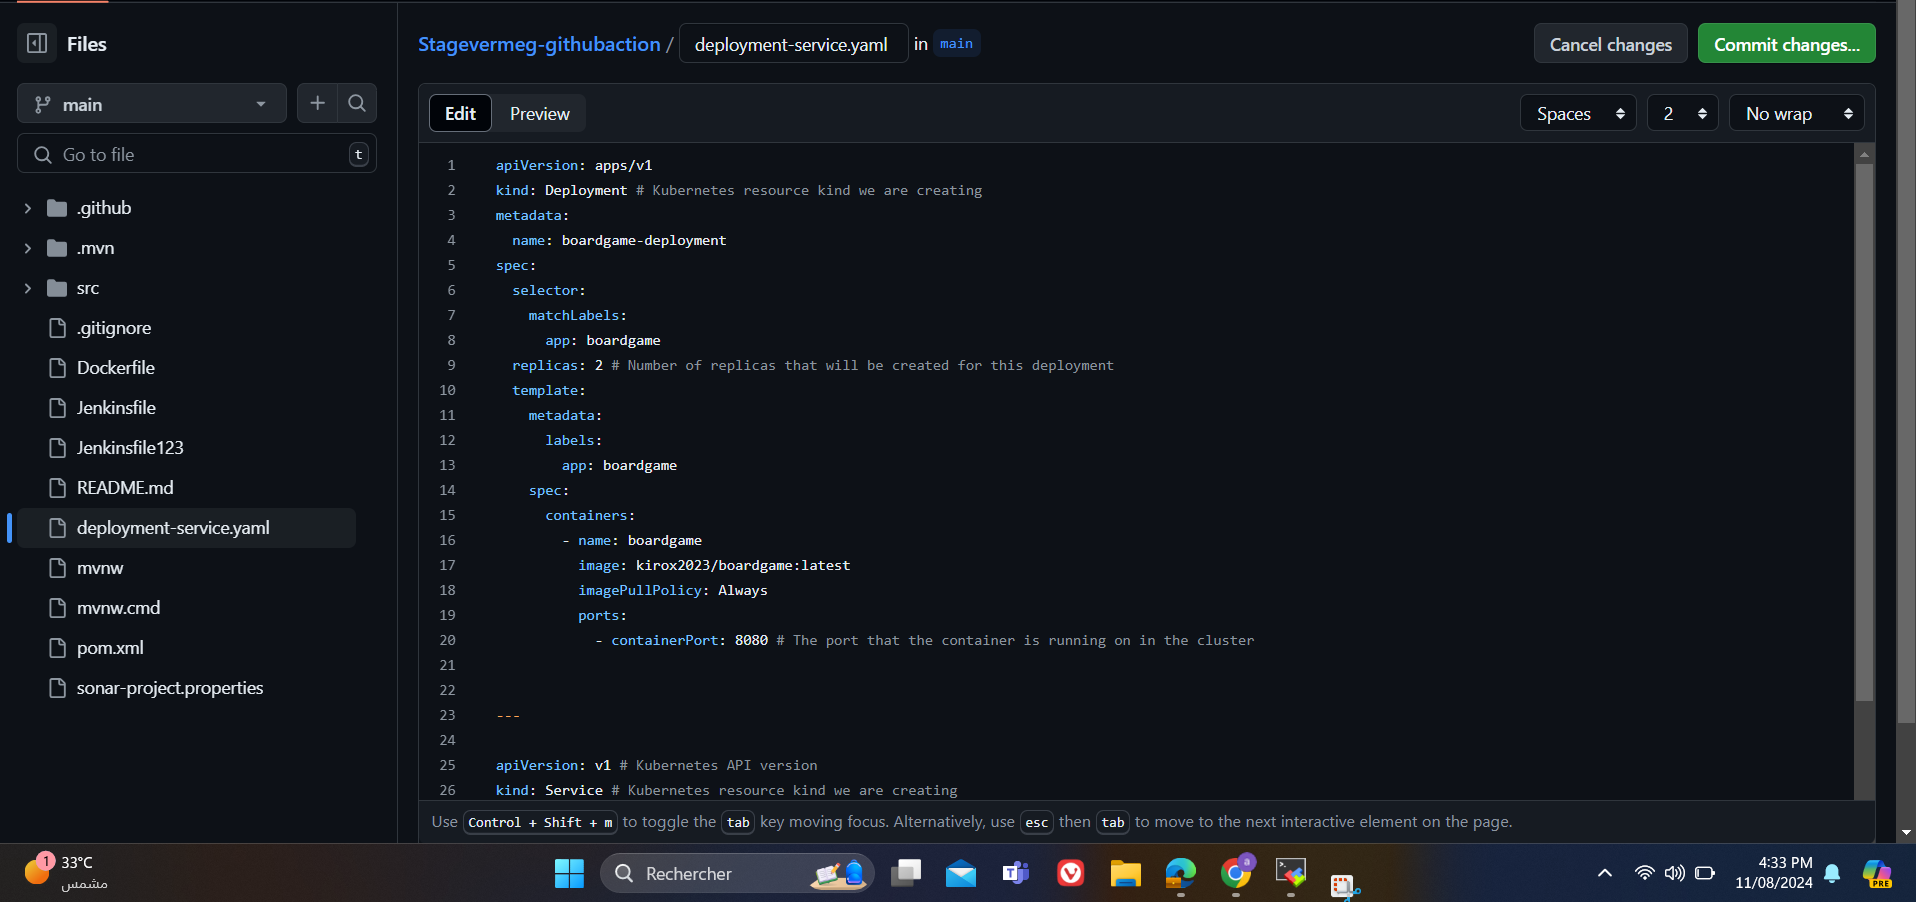 Files
main
Go to file
t
.github
.mvn
src
.gitignore
Dockerfile
Jenkinsfile
Jenkinsfile123
README.md
deployment-service.yaml
mvnw
mvnw.cmd
pom.xml
sonar-project.properties
Stagevermeg-githubaction / deployment-service.yaml in main
Cancel changes
Commit changes...
Edit Preview
Spaces 2 No wrap
1 apiVersion: apps/v1
2 kind: Deployment # Kubernetes resource kind we are creating
3 metadata:
4   name: boardgame-deployment
5 spec:
6   selector:
7     matchLabels:
8       app: boardgame
9   replicas: 2 # Number of replicas that will be created for this deployment
10   template:
11     metadata:
12       labels:
13         app: boardgame
14     spec:
15       containers:
16         - name: boardgame
17           image: kirox2023/boardgame:latest
18           imagePullPolicy: Always
19           ports:
20             - containerPort: 8080 # The port that the container is running on in the cluster
21
22
23 ---
24
25 apiVersion: v1 # Kubernetes API version
26 kind: Service # Kubernetes resource kind we are creating
Use Control + Shift + m to toggle the tab key moving focus. Alternatively, use esc then tab to move to the next interactive element on the page.
1
33°C
مشمس
Rechercher
a
4:33 PM
11/08/2024
PRE